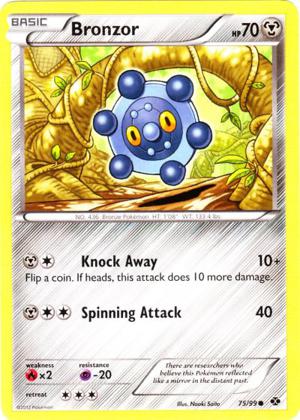 BASIC
Bronzor
HP70
NO. 436 Bronze Pokémon HT: 1'08" WT: 133.4 lbs
Knock Away 10+
Flip a coin. If heads, this attack does 10 more damage.
Spinning Attack 40
weakness
×2
resistance
-20
retreat
There are researchers who
believe this Pokémon reflected
like a mirror in the distant past.
©2012 Pokémon
Illus. Naoki Saito
75/99